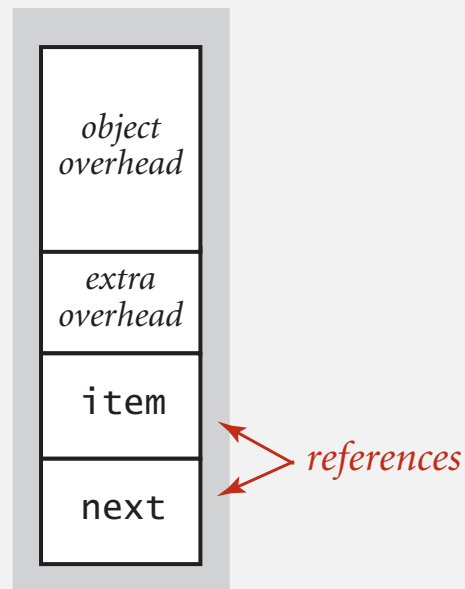 object
overhead
extra
overhead
item
references
next